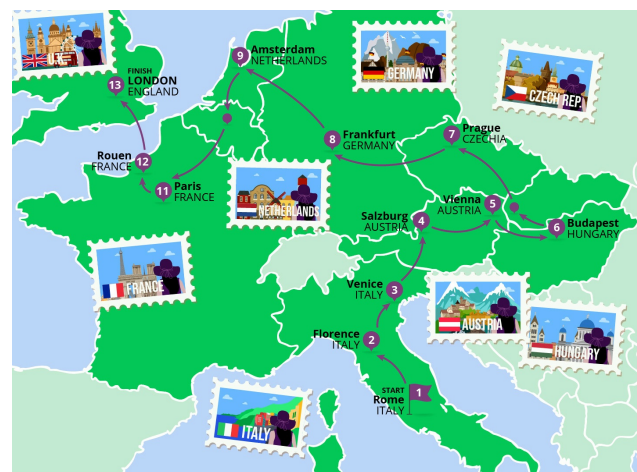 U.K.
GERMANY
CZECH REP
9
Amsterdam
NETHERLANDS
FINISH
LONDON
ENGLAND
13
7
Prague
CZECHIA
8
Frankfurt
GERMANY
Rouen
FRANCE
12
11
Paris
FRANCE
NETHERLANDS
Vienna
AUSTRIA
5
Salzburg
AUSTRIA
4
6
Budapest
HUNGARY
FRANCE
Venice
ITALY
3
AUSTRIA
Florence
ITALY
2
HUNGARY
START
Rome
ITALY
1
ITALY